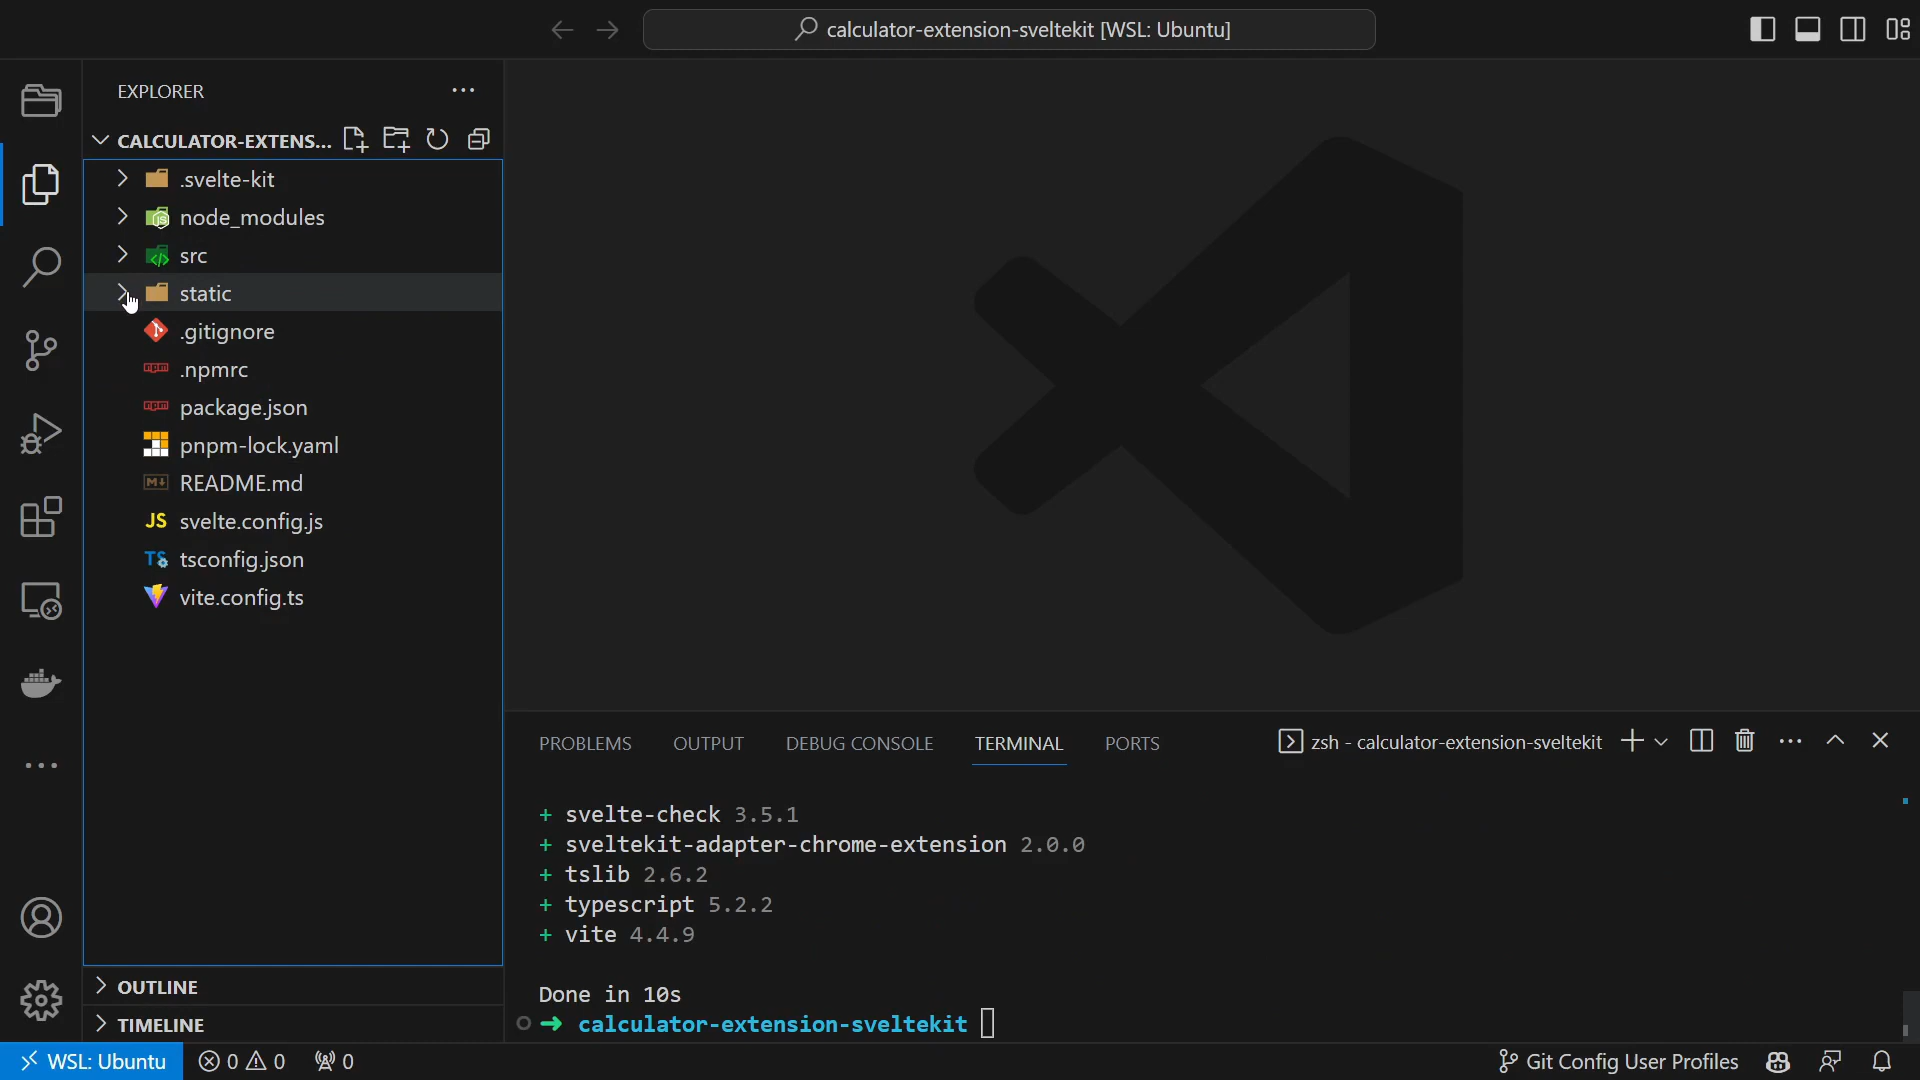 calculator-extension-sveltekit [WSL: Ubuntu]
EXPLORER
CALCULATOR-EXTENS...
.svelte-kit
node_modules
src
static
.gitignore
.npmrc
package.json
pnpm-lock.yaml
README.md
svelte.config.js
tsconfig.json
vite.config.ts
OUTLINE
TIMELINE
PROBLEMS OUTPUT DEBUG CONSOLE TERMINAL PORTS zsh - calculator-extension-sveltekit
+ svelte-check 3.5.1
+ sveltekit-adapter-chrome-extension 2.0.0
+ tslib 2.6.2
+ typescript 5.2.2
+ vite 4.4.9
Done in 10s
➜ calculator-extension-sveltekit
WSL: Ubuntu 0 0 0 Git Config User Profiles